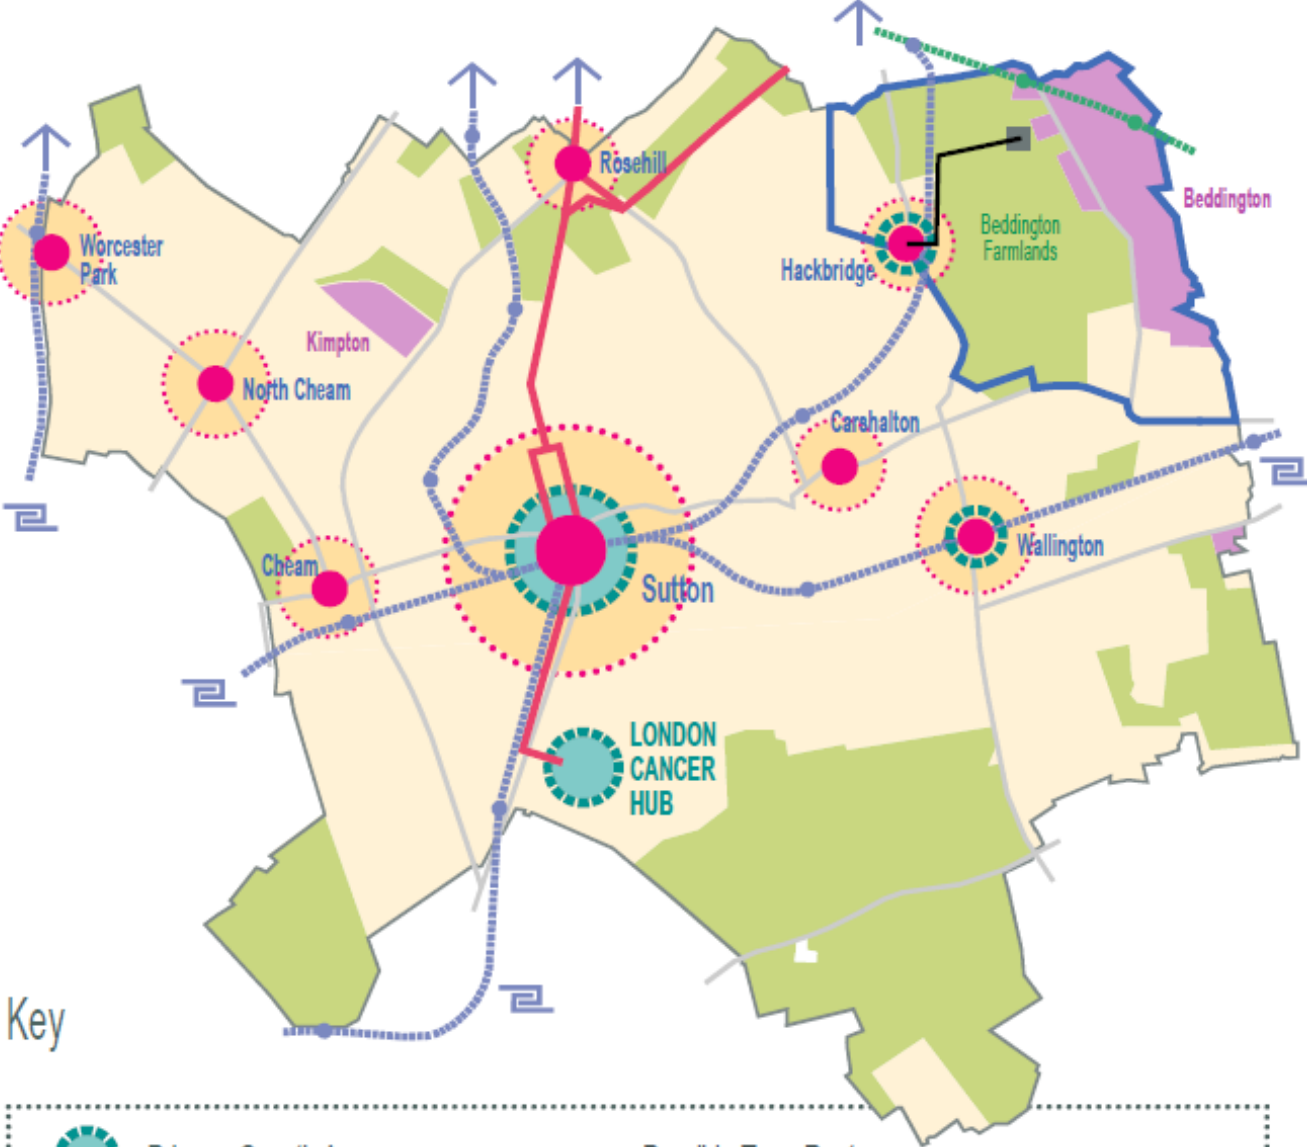 Rosehill
Beddington
Worcester
Park
Beddington
Farmlands
Hackbridge
Kimpton
North Cheam
Carshalton
Wallington
Cheam
Sutton
LONDON
CANCER
HUB
Key